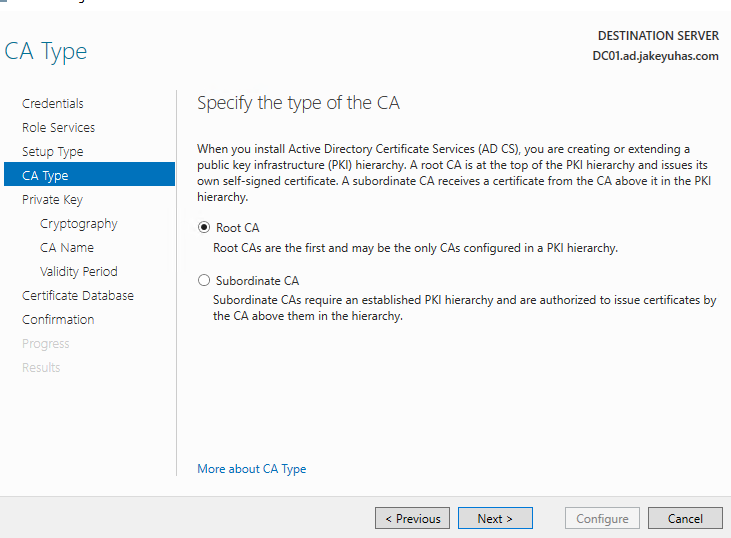 DESTINATION SERVER
DC01.ad.jakeyuhas.com
CA Type
Credentials
Role Services
Setup Type
CA Type
Private Key
Cryptography
CA Name
Validity Period
Certificate Database
Confirmation
Progress
Results
Specify the type of the CA
When you install Active Directory Certificate Services (AD CS), you are creating or extending a
public key infrastructure (PKI) hierarchy. A root CA is at the top of the PKI hierarchy and issues its
own self-signed certificate. A subordinate CA receives a certificate from the CA above it in the PKI
hierarchy.
Root CA
Root CAs are the first and may be the only CAs configured in a PKI hierarchy.
Subordinate CA
Subordinate CAs require an established PKI hierarchy and are authorized to issue certificates by
the CA above them in the hierarchy.
More about CA Type
< Previous
Next >
Configure
Cancel